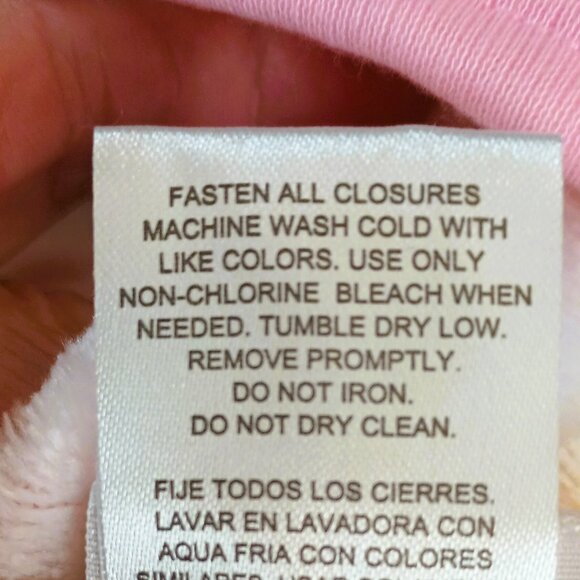 FASTEN ALL CLOSURES
MACHINE WASH COLD WITH
LIKE COLORS. USE ONLY
NON-CHLORINE BLEACH WHEN
NEEDED. TUMBLE DRY LOW.
REMOVE PROMPTLY.
DO NOT IRON.
DO NOT DRY CLEAN.
FIJE TODOS LOS CIERRES.
LAVAR EN LAVADORA CON
AQUA FRIA CON COLORES